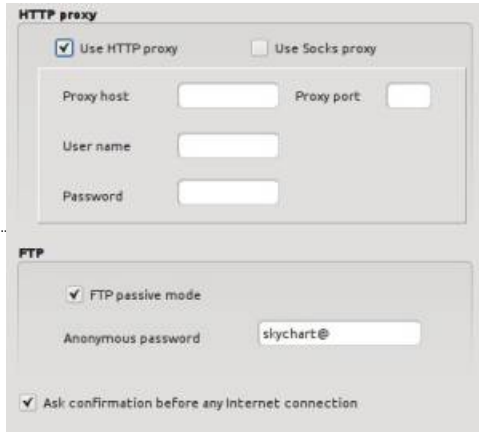 HTTP proxy
Use HTTP proxy Use Socks proxy
Proxy host Proxy port
User name
Password
FTP
FTP passive mode
Anonymous password skychart@
Ask confirmation before any Internet connection